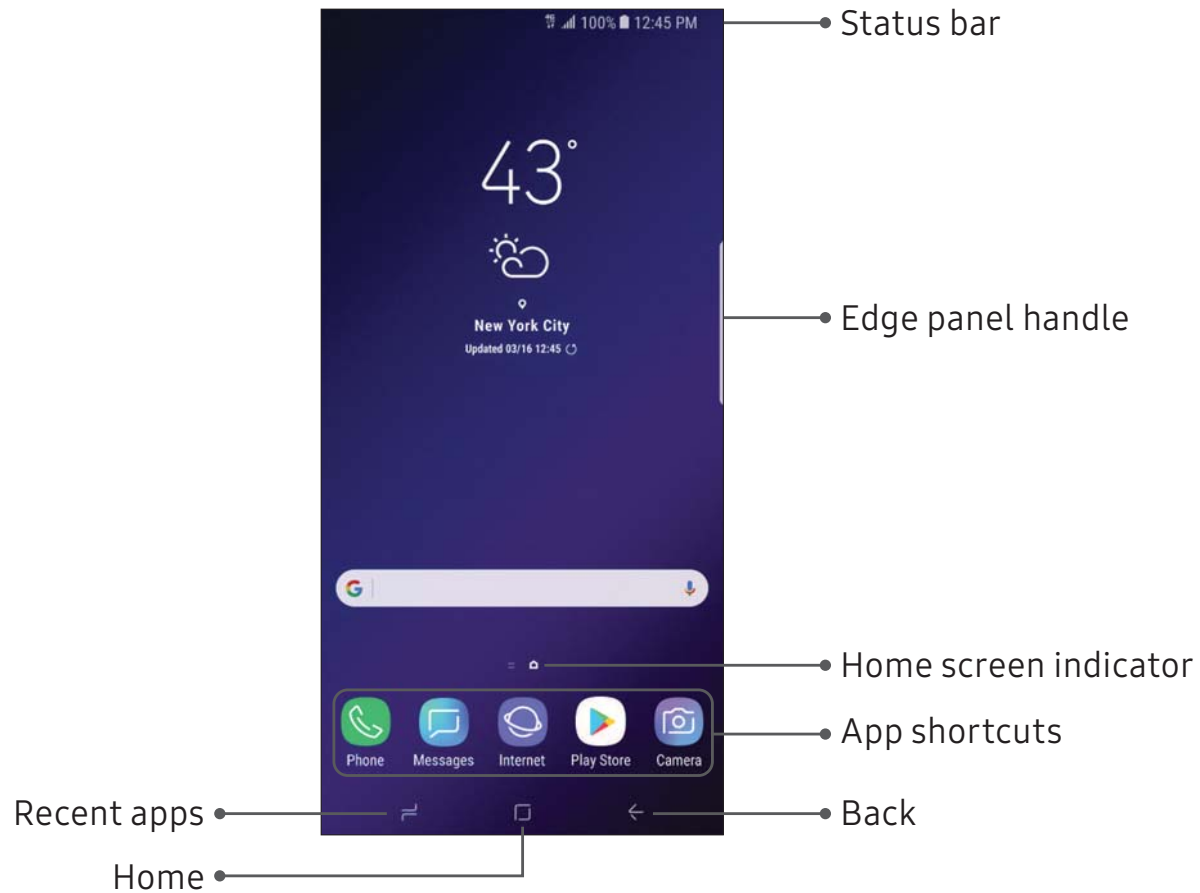 100% 12:45 PM
Status bar
43°
New York City
Updated 03/16 12:45
Edge panel handle
G
Home screen indicator
App shortcuts
Phone Messages Internet Play Store Camera
Recent apps
Back
Home